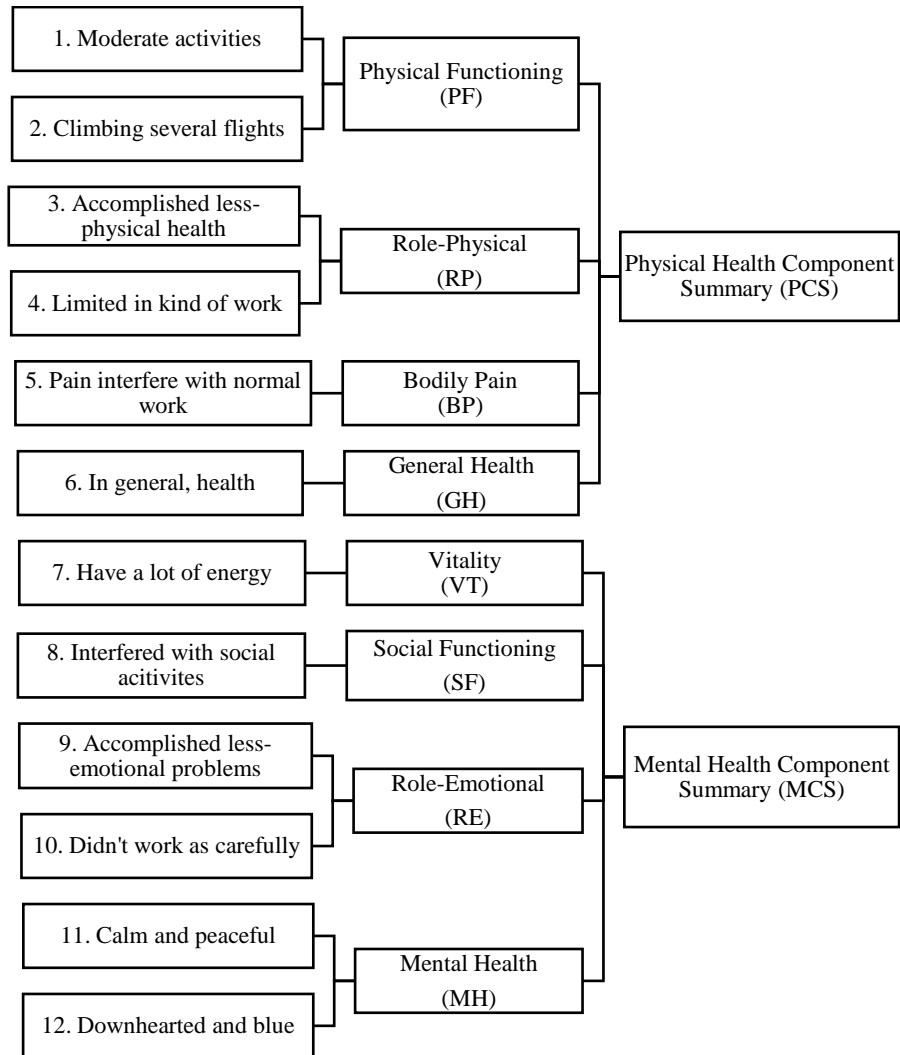 1. Moderate activities
2. Climbing several flights
Physical Functioning
(PF)
3. Accomplished less-
physical health
4. Limited in kind of work
Role-Physical
(RP)
5. Pain interfere with normal
work
Bodily Pain
(BP)
6. In general, health
General Health
(GH)
Physical Health Component
Summary (PCS)
7. Have a lot of energy
Vitality
(VT)
8. Interfered with social
acitivites
Social Functioning
(SF)
9. Accomplished less-
emotional problems
10. Didn't work as carefully
Role-Emotional
(RE)
11. Calm and peaceful
12. Downhearted and blue
Mental Health
(MH)
Mental Health Component
Summary (MCS)